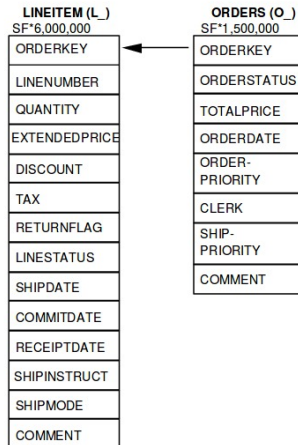 LINEITEM (L_)
SF*6,000,000
ORDERKEY
LINENUMBER
QUANTITY
EXTENDEDPRICE
DISCOUNT
TAX
RETURNFLAG
LINESTATUS
SHIPDATE
COMMITDATE
RECEIPTDATE
SHIPINSTRUCT
SHIPMODE
COMMENT
ORDERS (O_)
SF*1,500,000
ORDERKEY
ORDERSTATUS
TOTALPRICE
ORDERDATE
ORDER-
PRIORITY
CLERK
SHIP-
PRIORITY
COMMENT